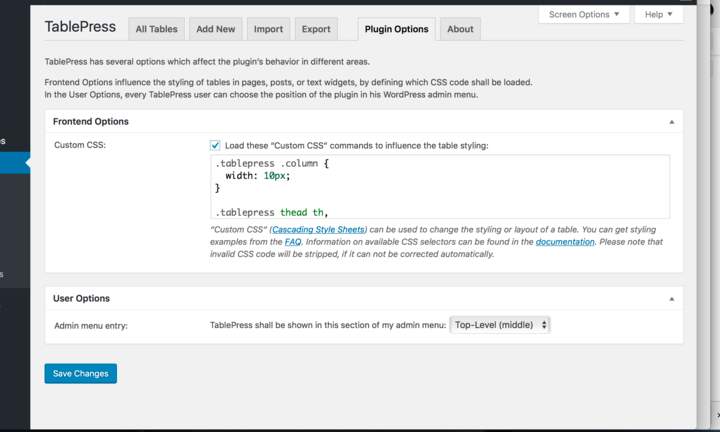 Screen Options ▼ Help ▼
TablePress All Tables Add New Import Export Plugin Options About
TablePress has several options which affect the plugin's behavior in different areas.
Frontend Options influence the styling of tables in pages, posts, or text widgets, by defining which CSS code shall be loaded.
In the User Options, every TablePress user can choose the position of the plugin in his WordPress admin menu.
Frontend Options
Custom CSS: Load these “Custom CSS” commands to influence the table styling:
.tablepress .column {
width: 10px;
}
.tablepress thead th,
“Custom CSS” (Cascading Style Sheets) can be used to change the styling or layout of a table. You can get styling
examples from the FAQ. Information on available CSS selectors can be found in the documentation. Please note that
invalid CSS code will be stripped, if it can not be corrected automatically.
User Options
Admin menu entry: TablePress shall be shown in this section of my admin menu: Top-Level (middle)
Save Changes